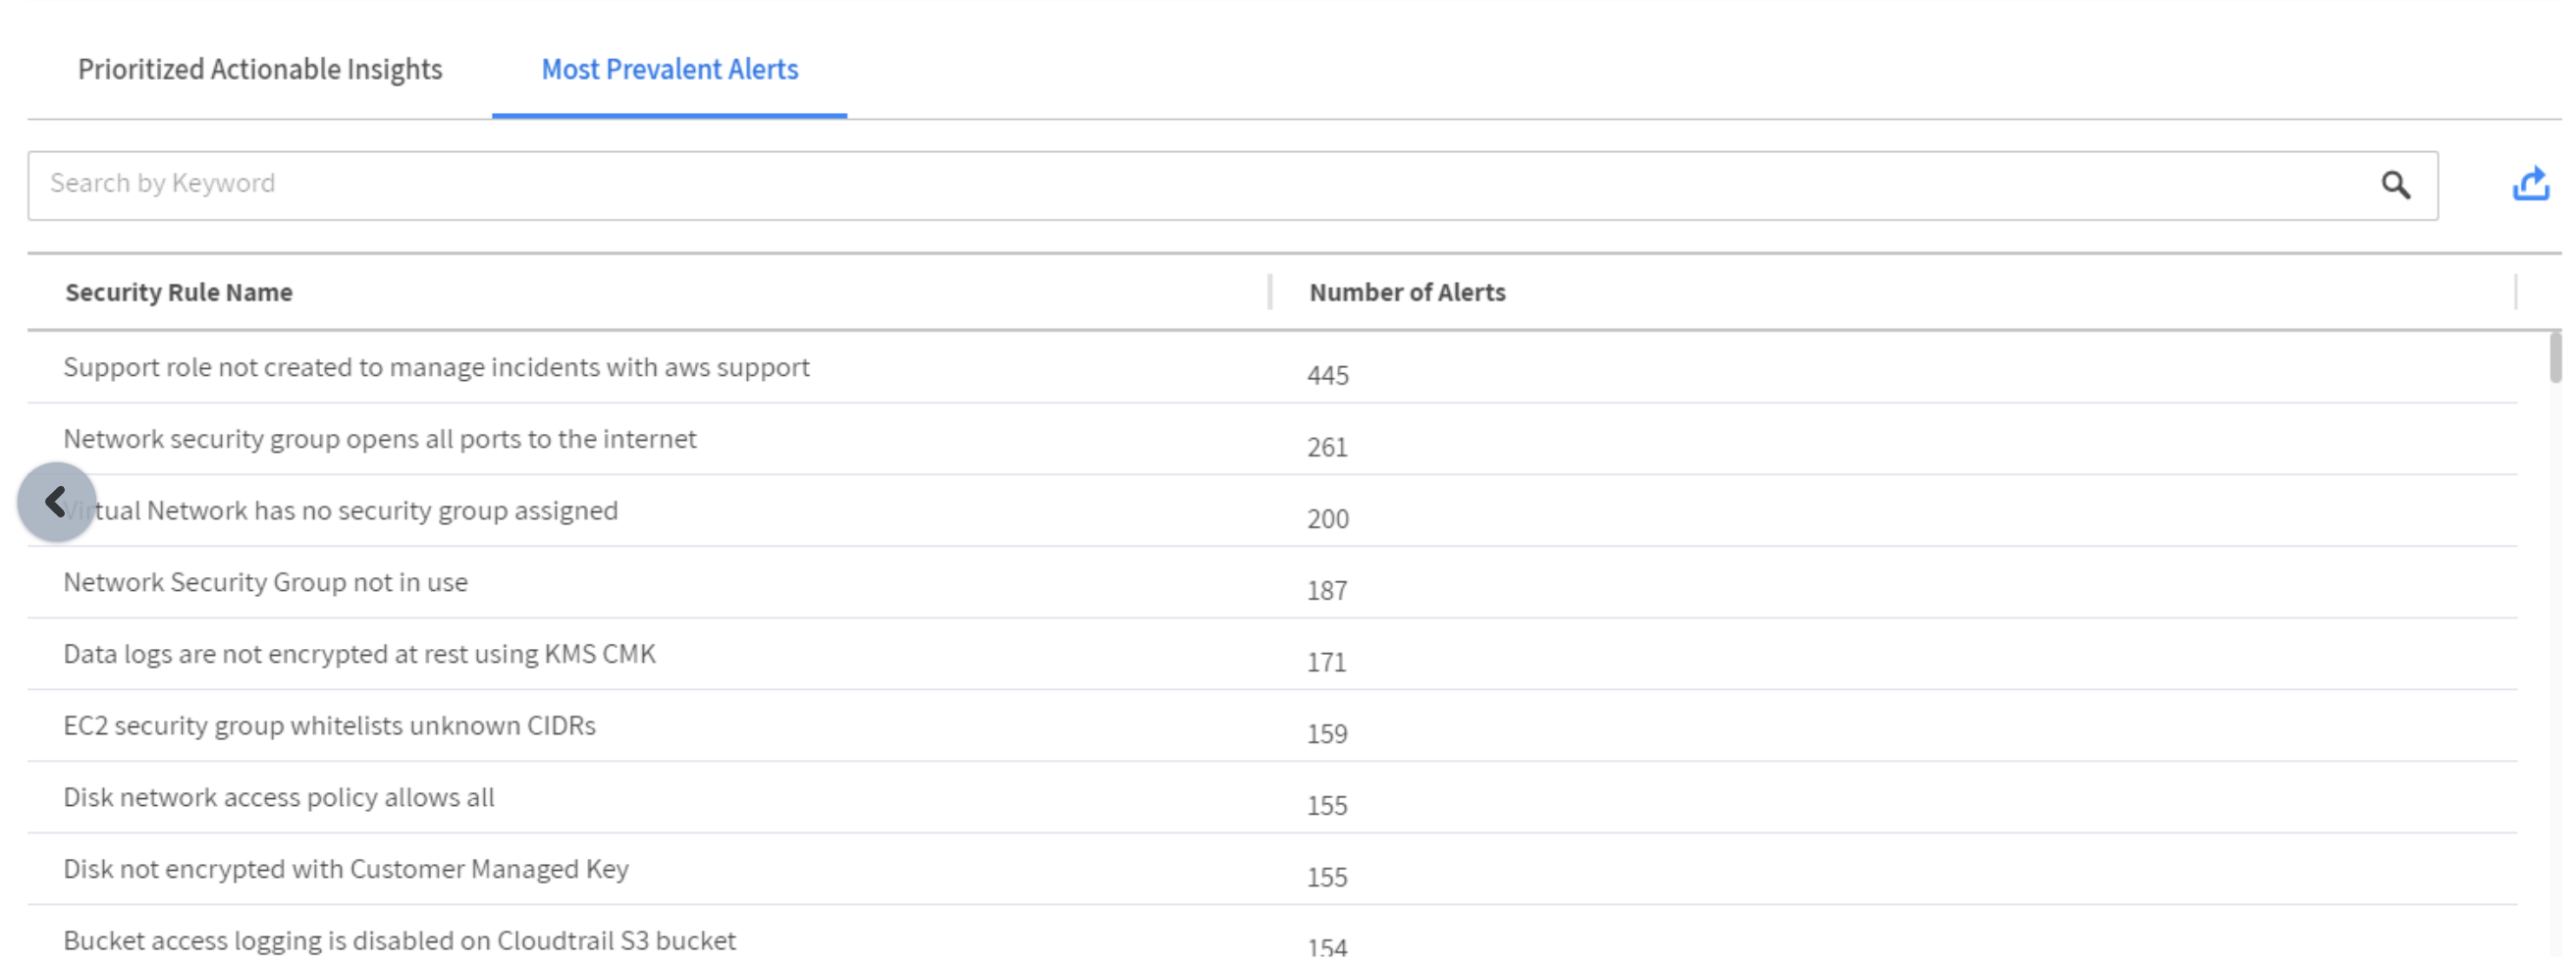 Prioritized Actionable Insights Most Prevalent Alerts
Search by Keyword
Security Rule Name Number of Alerts
Support role not created to manage incidents with aws support 445
Network security group opens all ports to the internet 261
Virtual Network has no security group assigned 200
Network Security Group not in use 187
Data logs are not encrypted at rest using KMS CMK 171
EC2 security group whitelists unknown CIDRs 159
Disk network access policy allows all 155
Disk not encrypted with Customer Managed Key 155
Bucket access logging is disabled on Cloudtrail S3 bucket 154